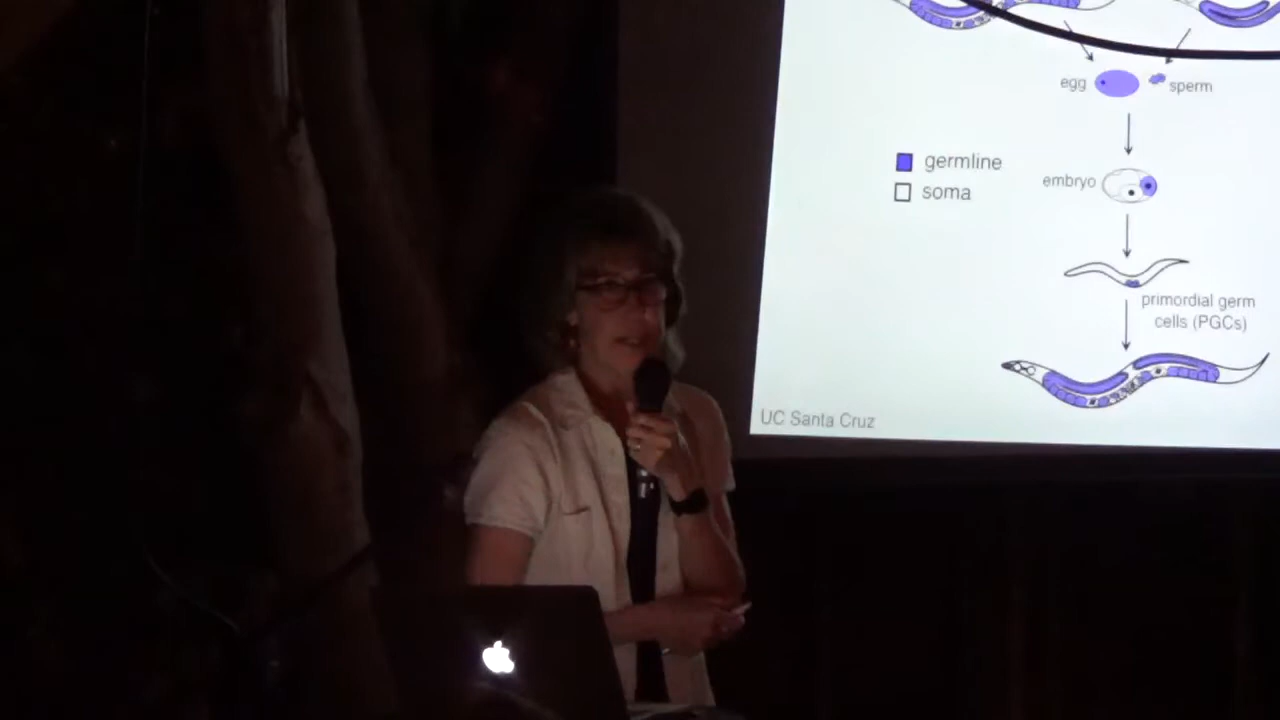 egg
sperm
germline
soma
embryo
primordial germ
cells (PGCs)
UC Santa Cruz